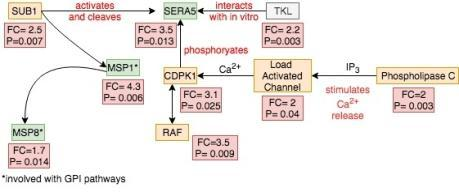 SUB1
activates
and cleaves
SERA5
interacts
with in vitro
TKL
FC= 2.5
P=0.007
FC= 3.5
P=0.013
FC= 2.2
P=0.003
MSP1*
phosphoryates
FC= 4.3
P= 0.006
CDPK1
Ca²⁺
Load
Activated
Channel
IP₃
Phospholipase C
stimulates
Ca²⁺
release
FC= 3.1
P= 0.025
FC= 2
P= 0.04
FC=2
P= 0.003
MSP8*
FC=1.7
P= 0.014
RAF
FC=3.5
P= 0.009
*involved with GPI pathways